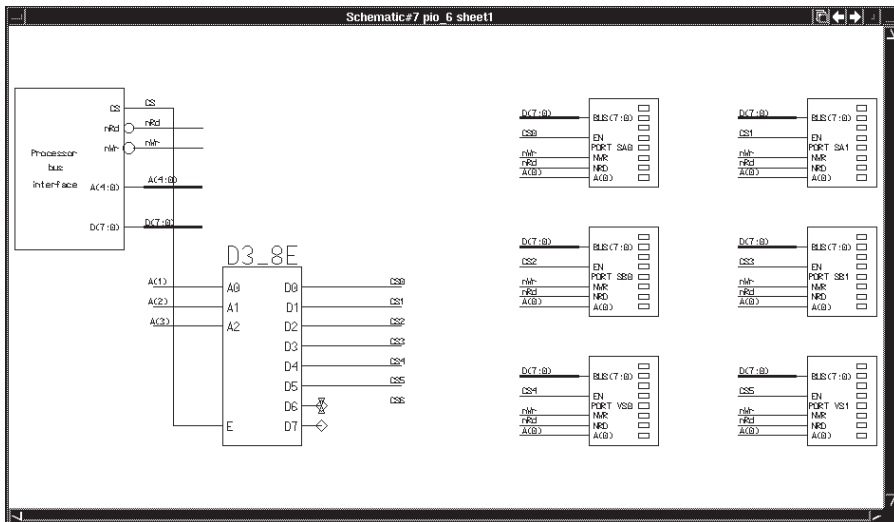 Schematic#7 pio_6 sheet1
CS CS
nRd nRd
nWr nWr
Processor
bus
interface
A(4:0) A(4:0)
D(7:0) D(7:0)
D3_8E
A(1) A0 D0 CS0
A(2) A1 D1 CS1
A(3) A2 D2 CS2
D3 CS3
D4 CS4
D5 CS5
D6 CS6
E D7
D(7:0) BUS(7:0)
CS0 EN
PORT SA0
nWr NWR
nRd NRD
A(0) A(0)
D(7:0) BUS(7:0)
CS1 EN
PORT SA1
nWr NWR
nRd NRD
A(0) A(0)
D(7:0) BUS(7:0)
CS2 EN
PORT SB0
nWr NWR
nRd NRD
A(0) A(0)
D(7:0) BUS(7:0)
CS3 EN
PORT SB1
nWr NWR
nRd NRD
A(0) A(0)
D(7:0) BUS(7:0)
CS4 EN
PORT VS0
nWr NWR
nRd NRD
A(0) A(0)
D(7:0) BUS(7:0)
CS5 EN
PORT VS1
nWr NWR
nRd NRD
A(0) A(0)